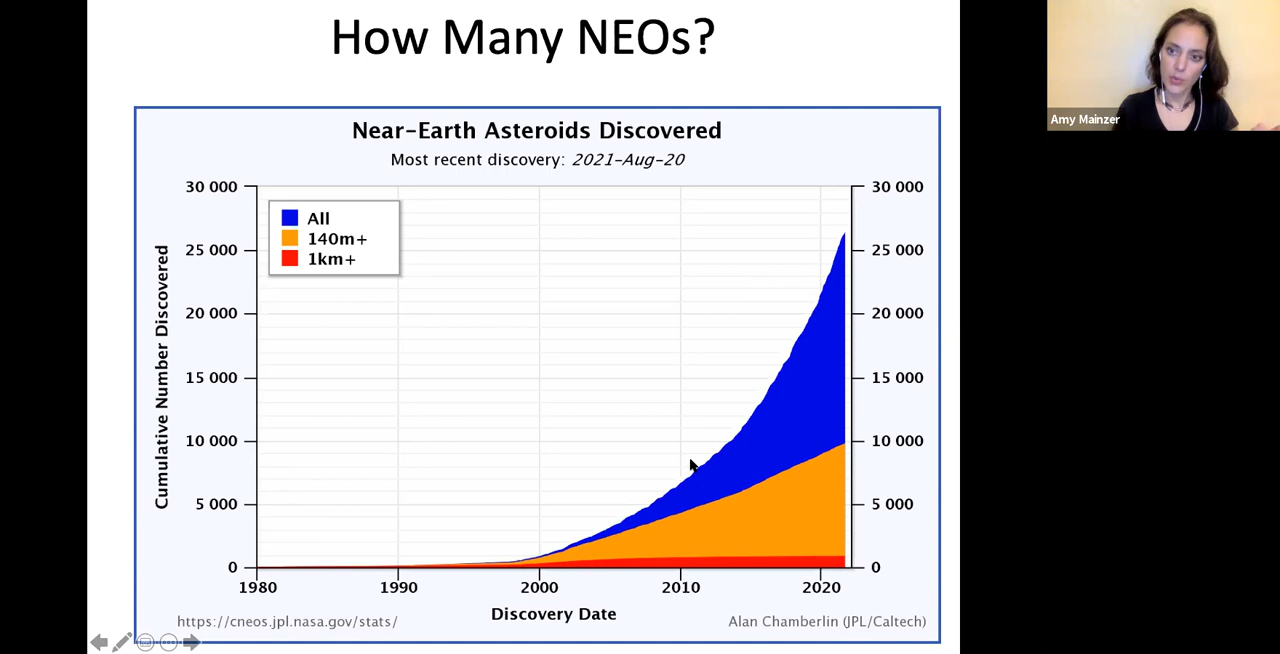 How Many NEOs?
Amy Mainzer
Near-Earth Asteroids Discovered
Most recent discovery: 2021-Aug-20
Cumulative Number Discovered
30 000
25 000
20 000
15 000
10 000
5 000
0
All
140m+
1km+
30 000
25 000
20 000
15 000
10 000
5 000
0
1980 1990 2000 2010 2020
Discovery Date
https://cneos.jpl.nasa.gov/stats/
Alan Chamberlin (JPL/Caltech)